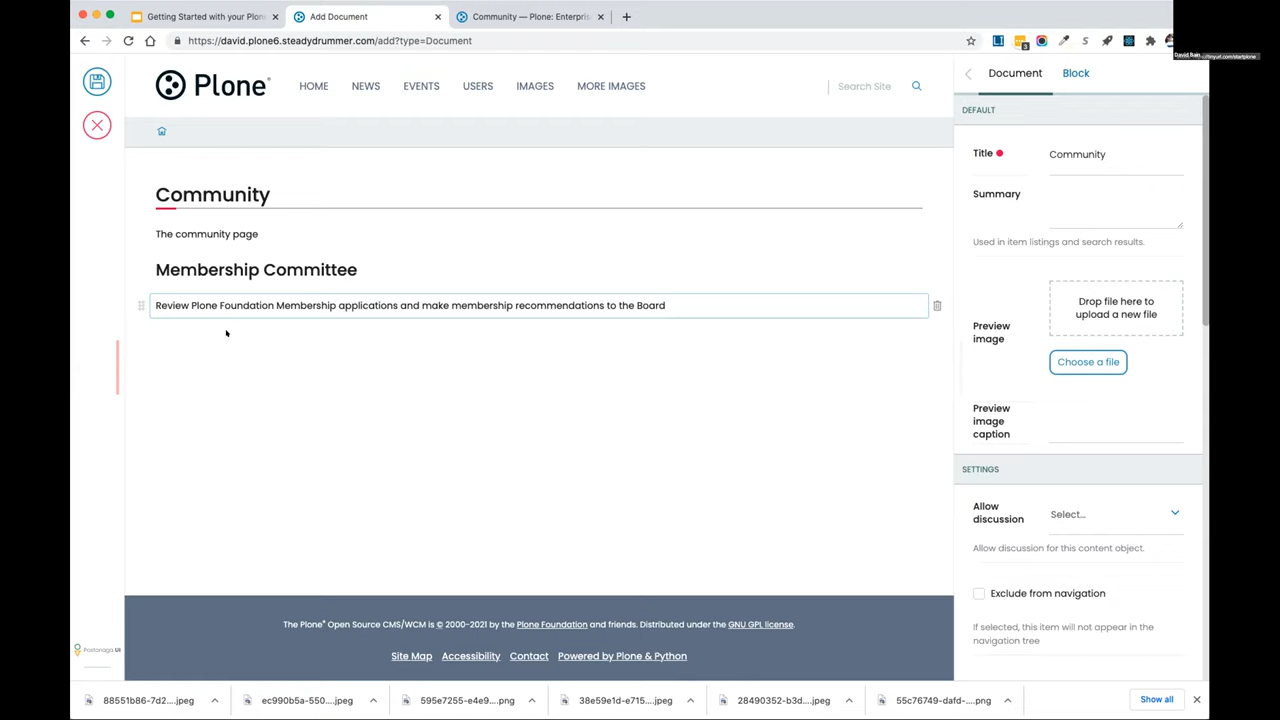 Getting Started with your Plon
Add Document
Community — Plone: Enterpris
https://david.plone6.steadydrummer.com/add?type=Document
3
David Bain
Plone®
HOME
NEWS
EVENTS
USERS
IMAGES
MORE IMAGES
Search Site
Document
Block
DEFAULT
Title
Community
Summary
Used in item listings and search results.
Preview image
Drop file here to upload a new file
Choose a file
Preview image caption
SETTINGS
Allow discussion
Select...
Allow discussion for this content object.
Exclude from navigation
If selected, this item will not appear in the
navigation tree
Community
The community page
Membership Committee
Review Plone Foundation Membership applications and make membership recommendations to the Board
The Plone® Open Source CMS/WCM is © 2000-2021 by the Plone Foundation and friends. Distributed under the GNU GPL license.
Site Map
Accessibility
Contact
Powered by Plone & Python
Pastanaga UI
88551b86-7d2....jpeg
ec990b5a-550....jpeg
595e7255-e4e9....png
38e59e1d-e715....jpeg
28490352-b3d....jpeg
55c76749-dafd-....png
Show all